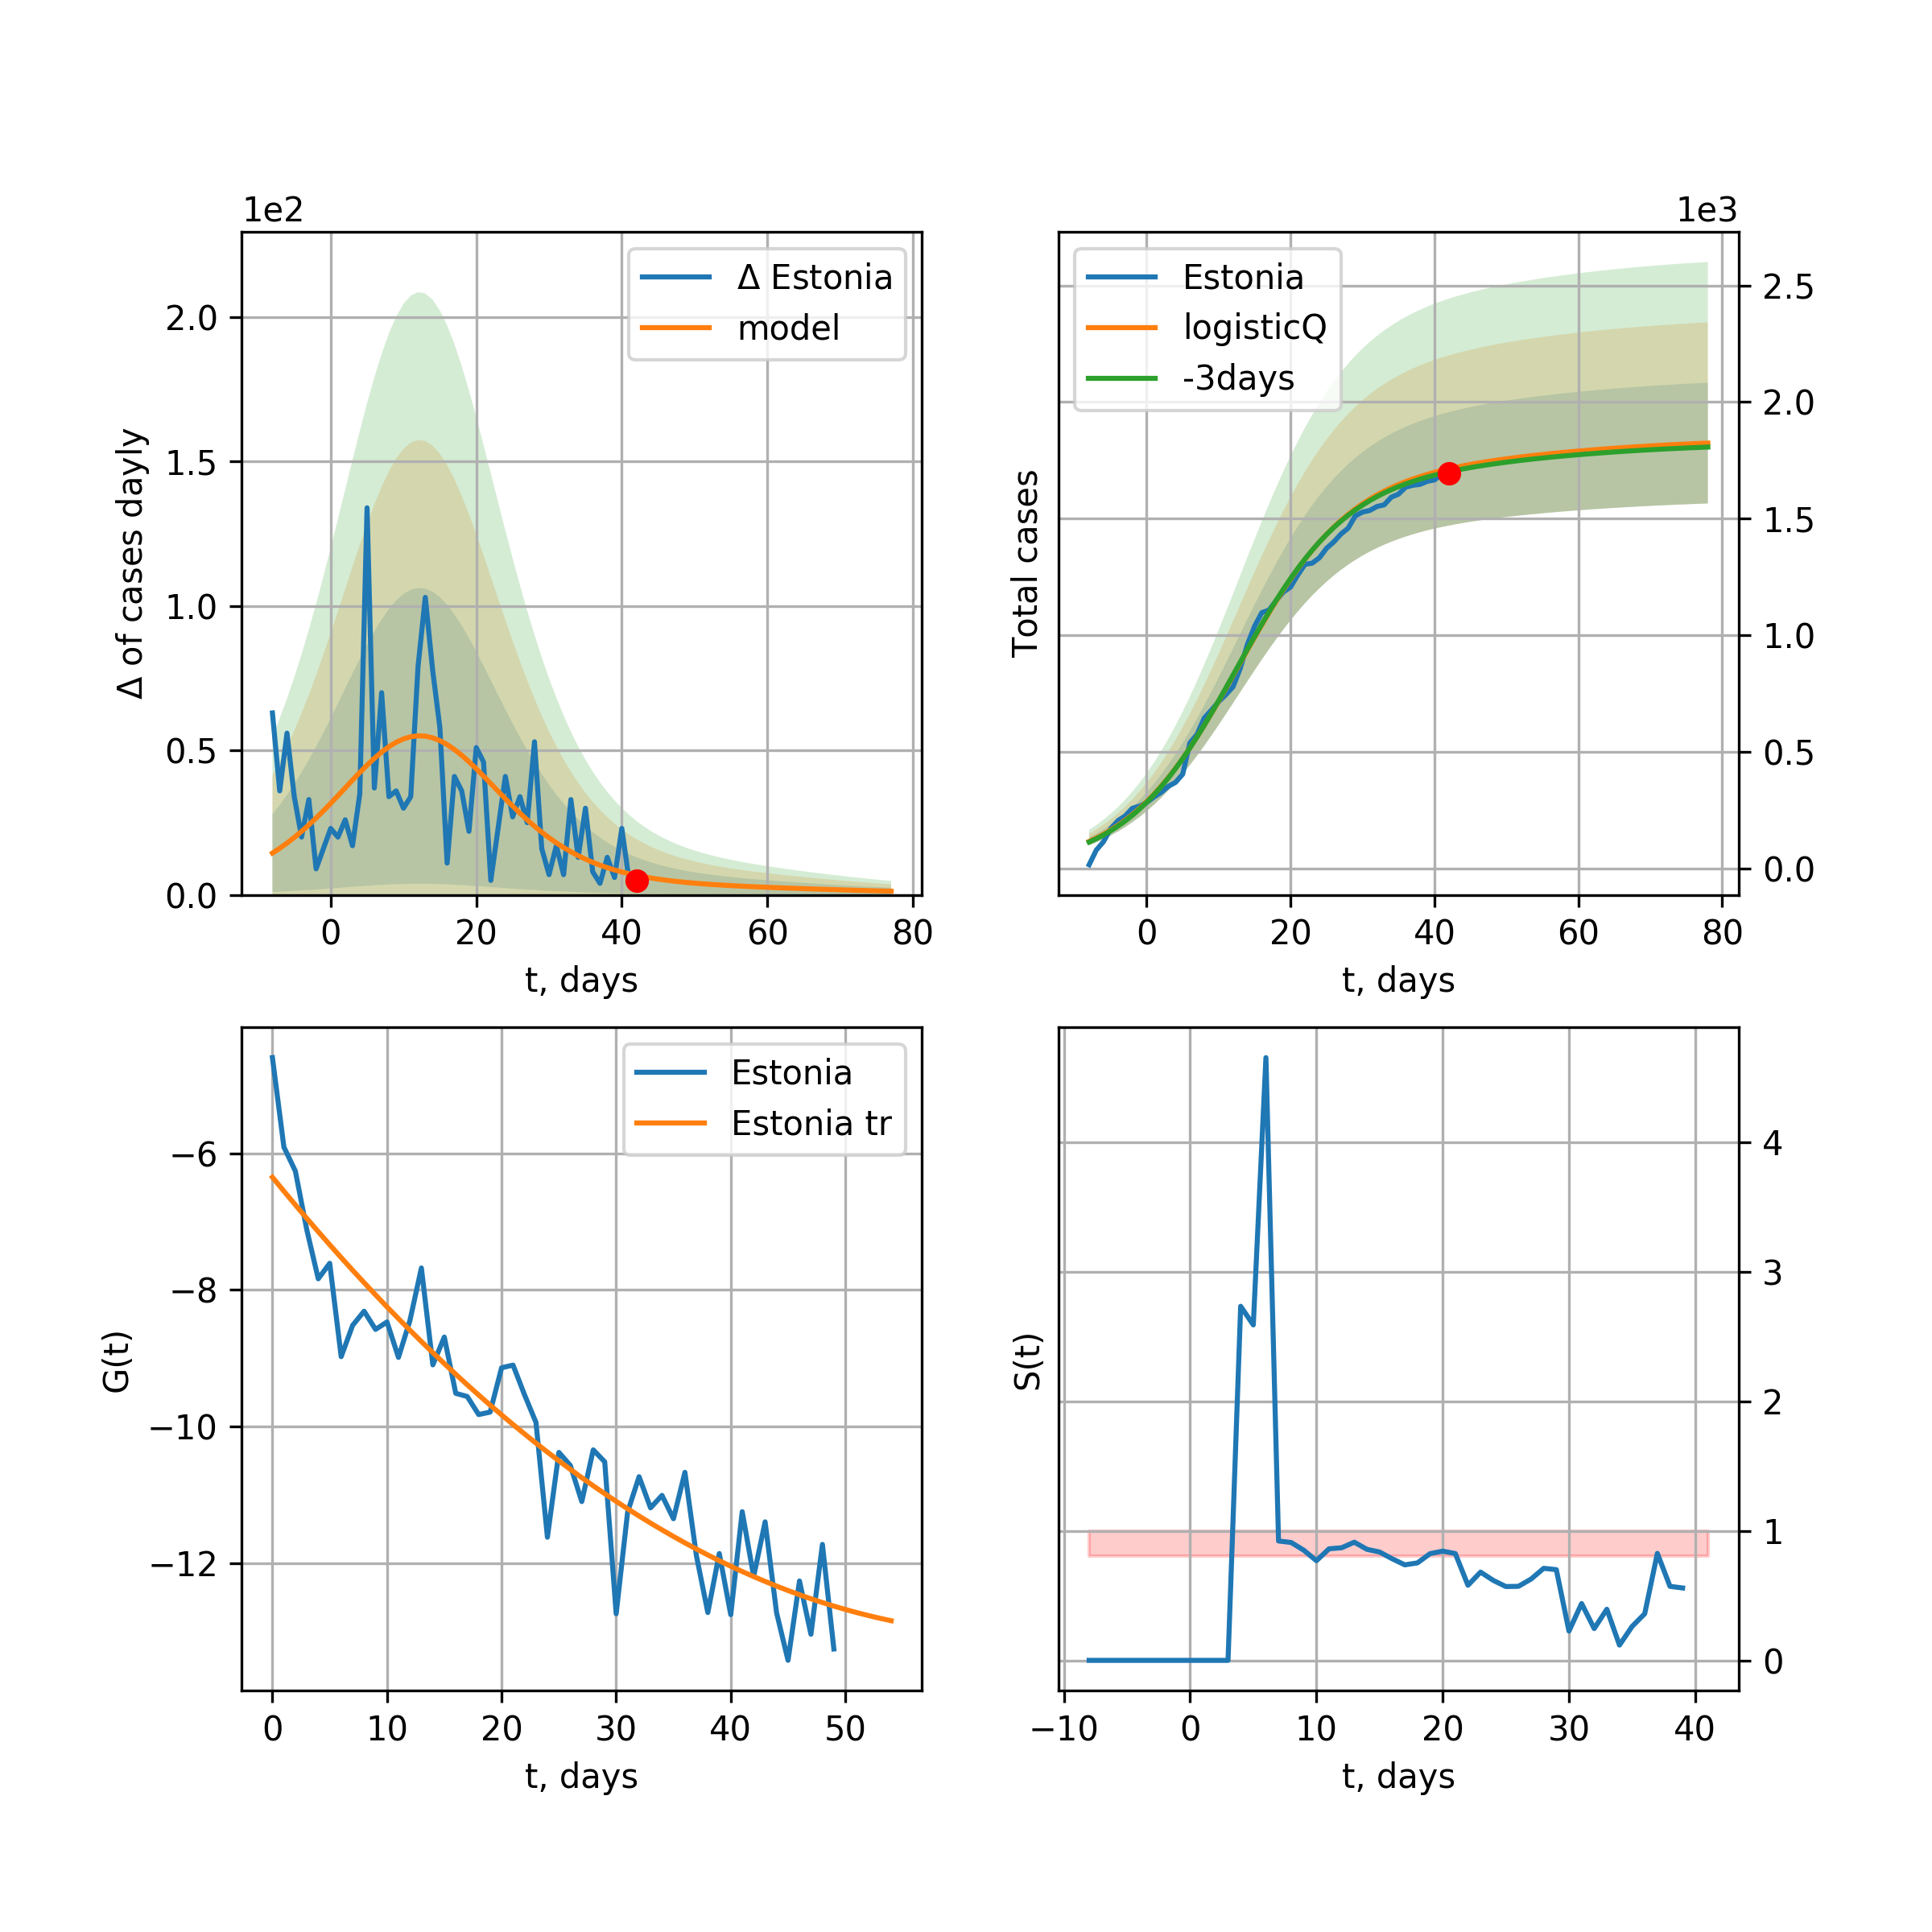 1e2
Δ of cases dayly
2.0
1.5
1.0
0.5
0.0
0 20 40 60 80
t, days
Δ Estonia
model
1e3
Total cases
2.5
2.0
1.5
1.0
0.5
0.0
0 20 40 60 80
t, days
Estonia
logisticQ
-3days
G(t)
−6
−8
−10
−12
0 10 20 30 40 50
t, days
Estonia
Estonia tr
S(t)
4
3
2
1
0
−10 0 10 20 30 40
t, days